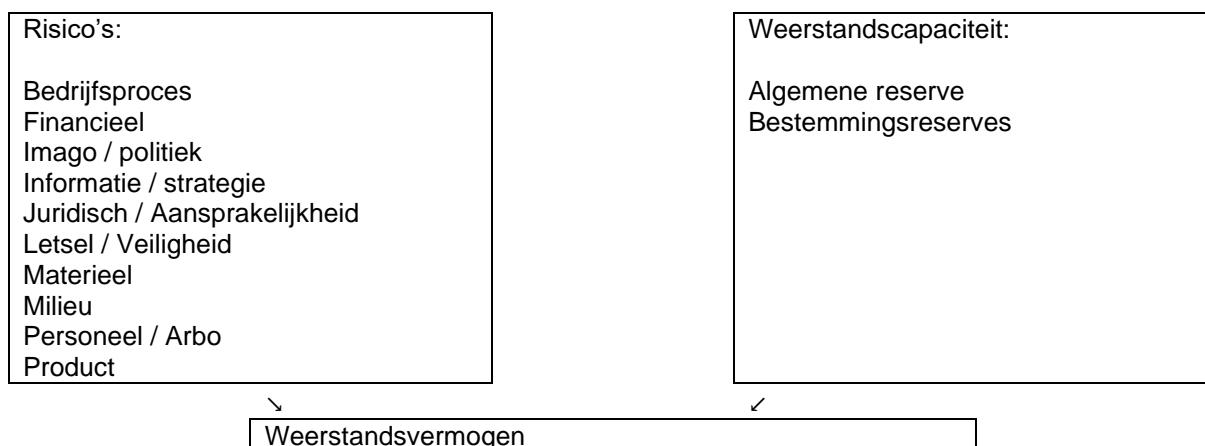 Risico’s:
Bedrijfsproces
Financieel
Imago / politiek
Informatie / strategie
Juridisch / Aansprakelijkheid
Letsel / Veiligheid
Materieel
Milieu
Personeel / Arbo
Product
Weerstandscapaciteit:
Algemene reserve
Bestemmingsreserves
↘ ↙
Weerstandsvermogen